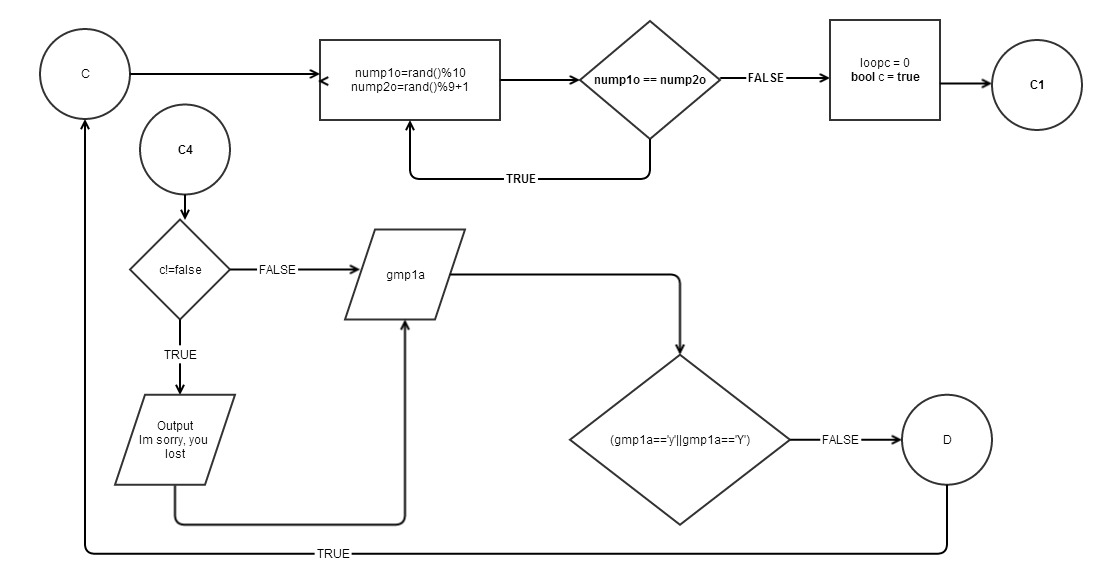 C
nump1o=rand()%10
nump2o=rand()%9+1
nump1o == nump2o
FALSE
loopc = 0
bool c = true
C1
TRUE
C4
c!=false
FALSE
gmp1a
TRUE
Output
Im sorry, you
lost
(gmp1a=='y'||gmp1a=='Y')
FALSE
D
TRUE